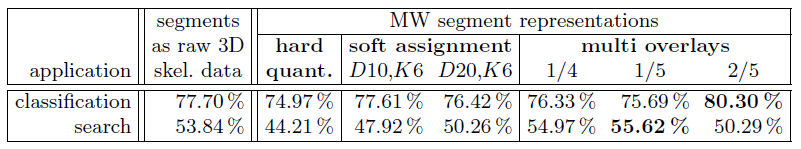 segments MW segment representations
as raw 3D hard soft assignment multi overlays
application skel. data quant. D10,K6 D20,K6 1/4 1/5 2/5
classification 77.70 % 74.97 % 77.61 % 76.42 % 76.33 % 75.69 % 80.30 %
search 53.84 % 44.21 % 47.92 % 50.26 % 54.97 % 55.62 % 50.29 %